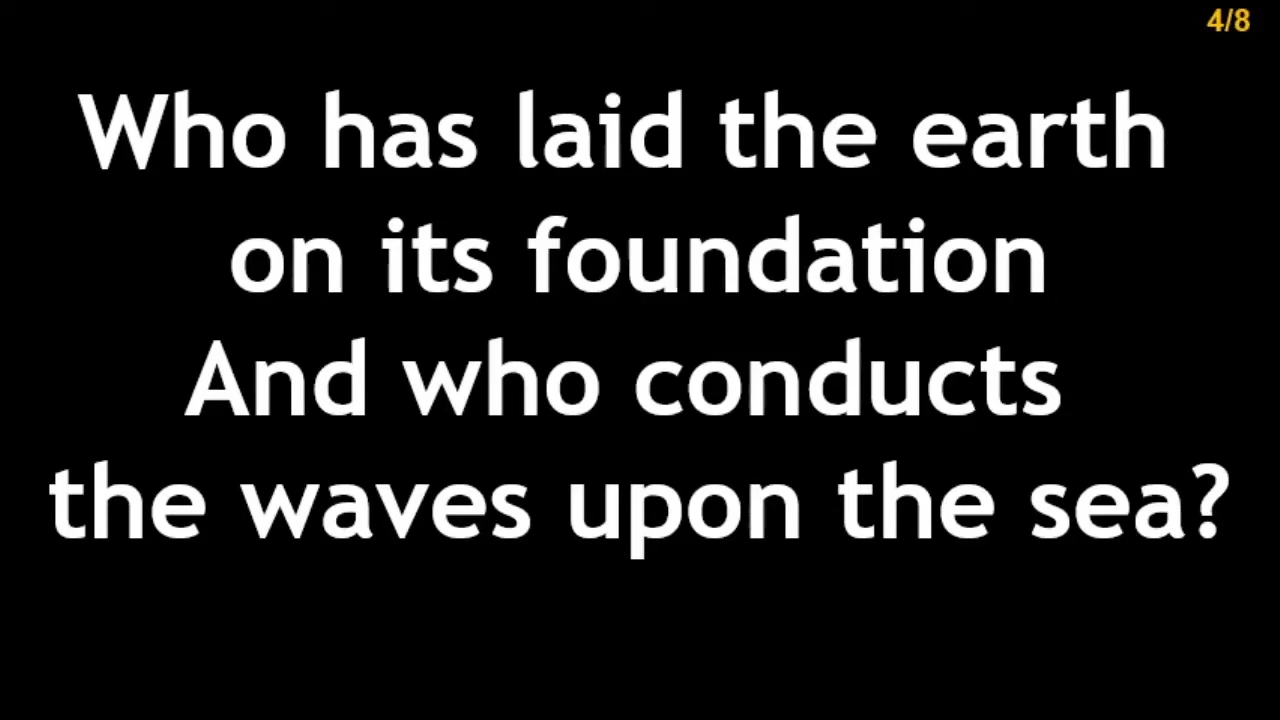 4/8
Who has laid the earth
on its foundation
And who conducts
the waves upon the sea?